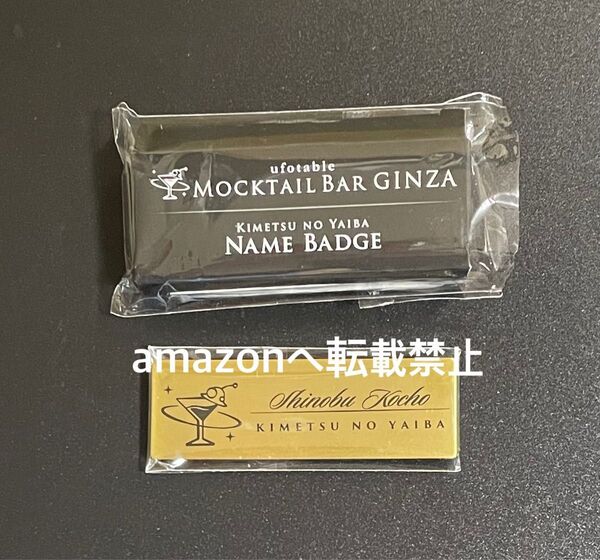 ufotable
MOCKTAIL BAR GINZA
KIMETSU NO YAIBA
NAME BADGE
amazonへ転載禁止
Shinobu Kocho
KIMETSU NO YAIBA